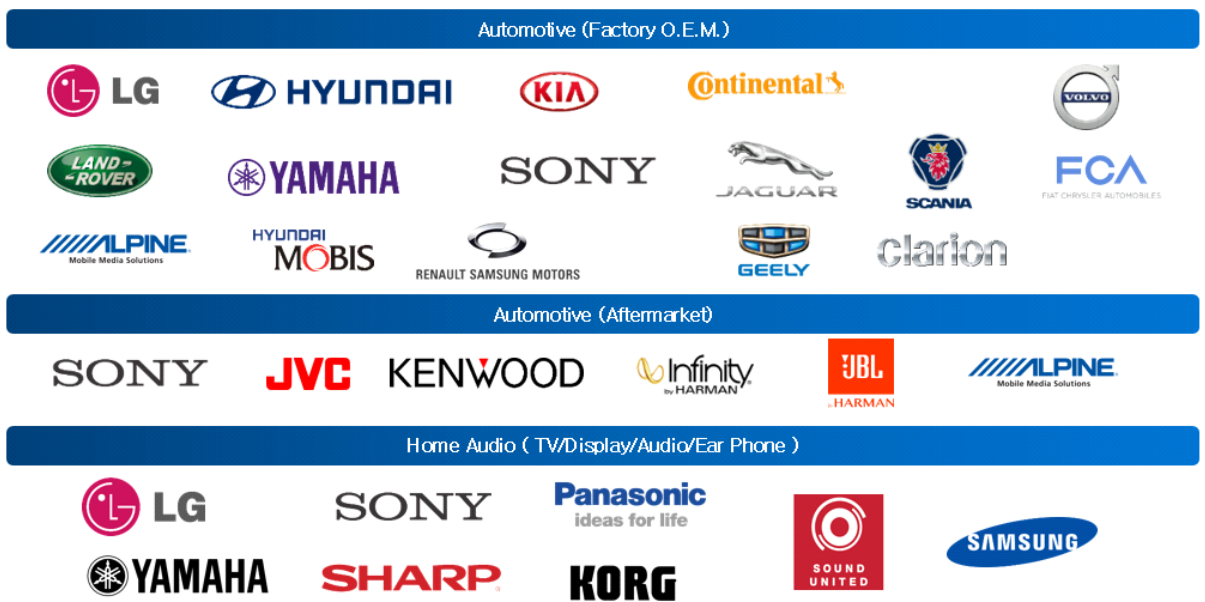 Automotive (Factory O.E.M.)
LG
HYUNDAI
KIA
Continental
VOLVO
LAND-
-ROVER
YAMAHA
SONY
JAGUAR
SCANIA
FCA
FIAT CHRYSLER AUTOMOBILES
ALPINE
Mobile Media Solutions
HYUNDAI
MOBIS
RENAULT SAMSUNG MOTORS
GEELY
clarion
Automotive (Aftermarket)
SONY
JVC
KENWOOD
Infinity
by HARMAN
JBL
by HARMAN
ALPINE
Mobile Media Solutions
Home Audio ( TV/Display/Audio/Ear Phone )
LG
SONY
Panasonic
ideas for life
SOUND
UNITED
SAMSUNG
YAMAHA
SHARP
KORG